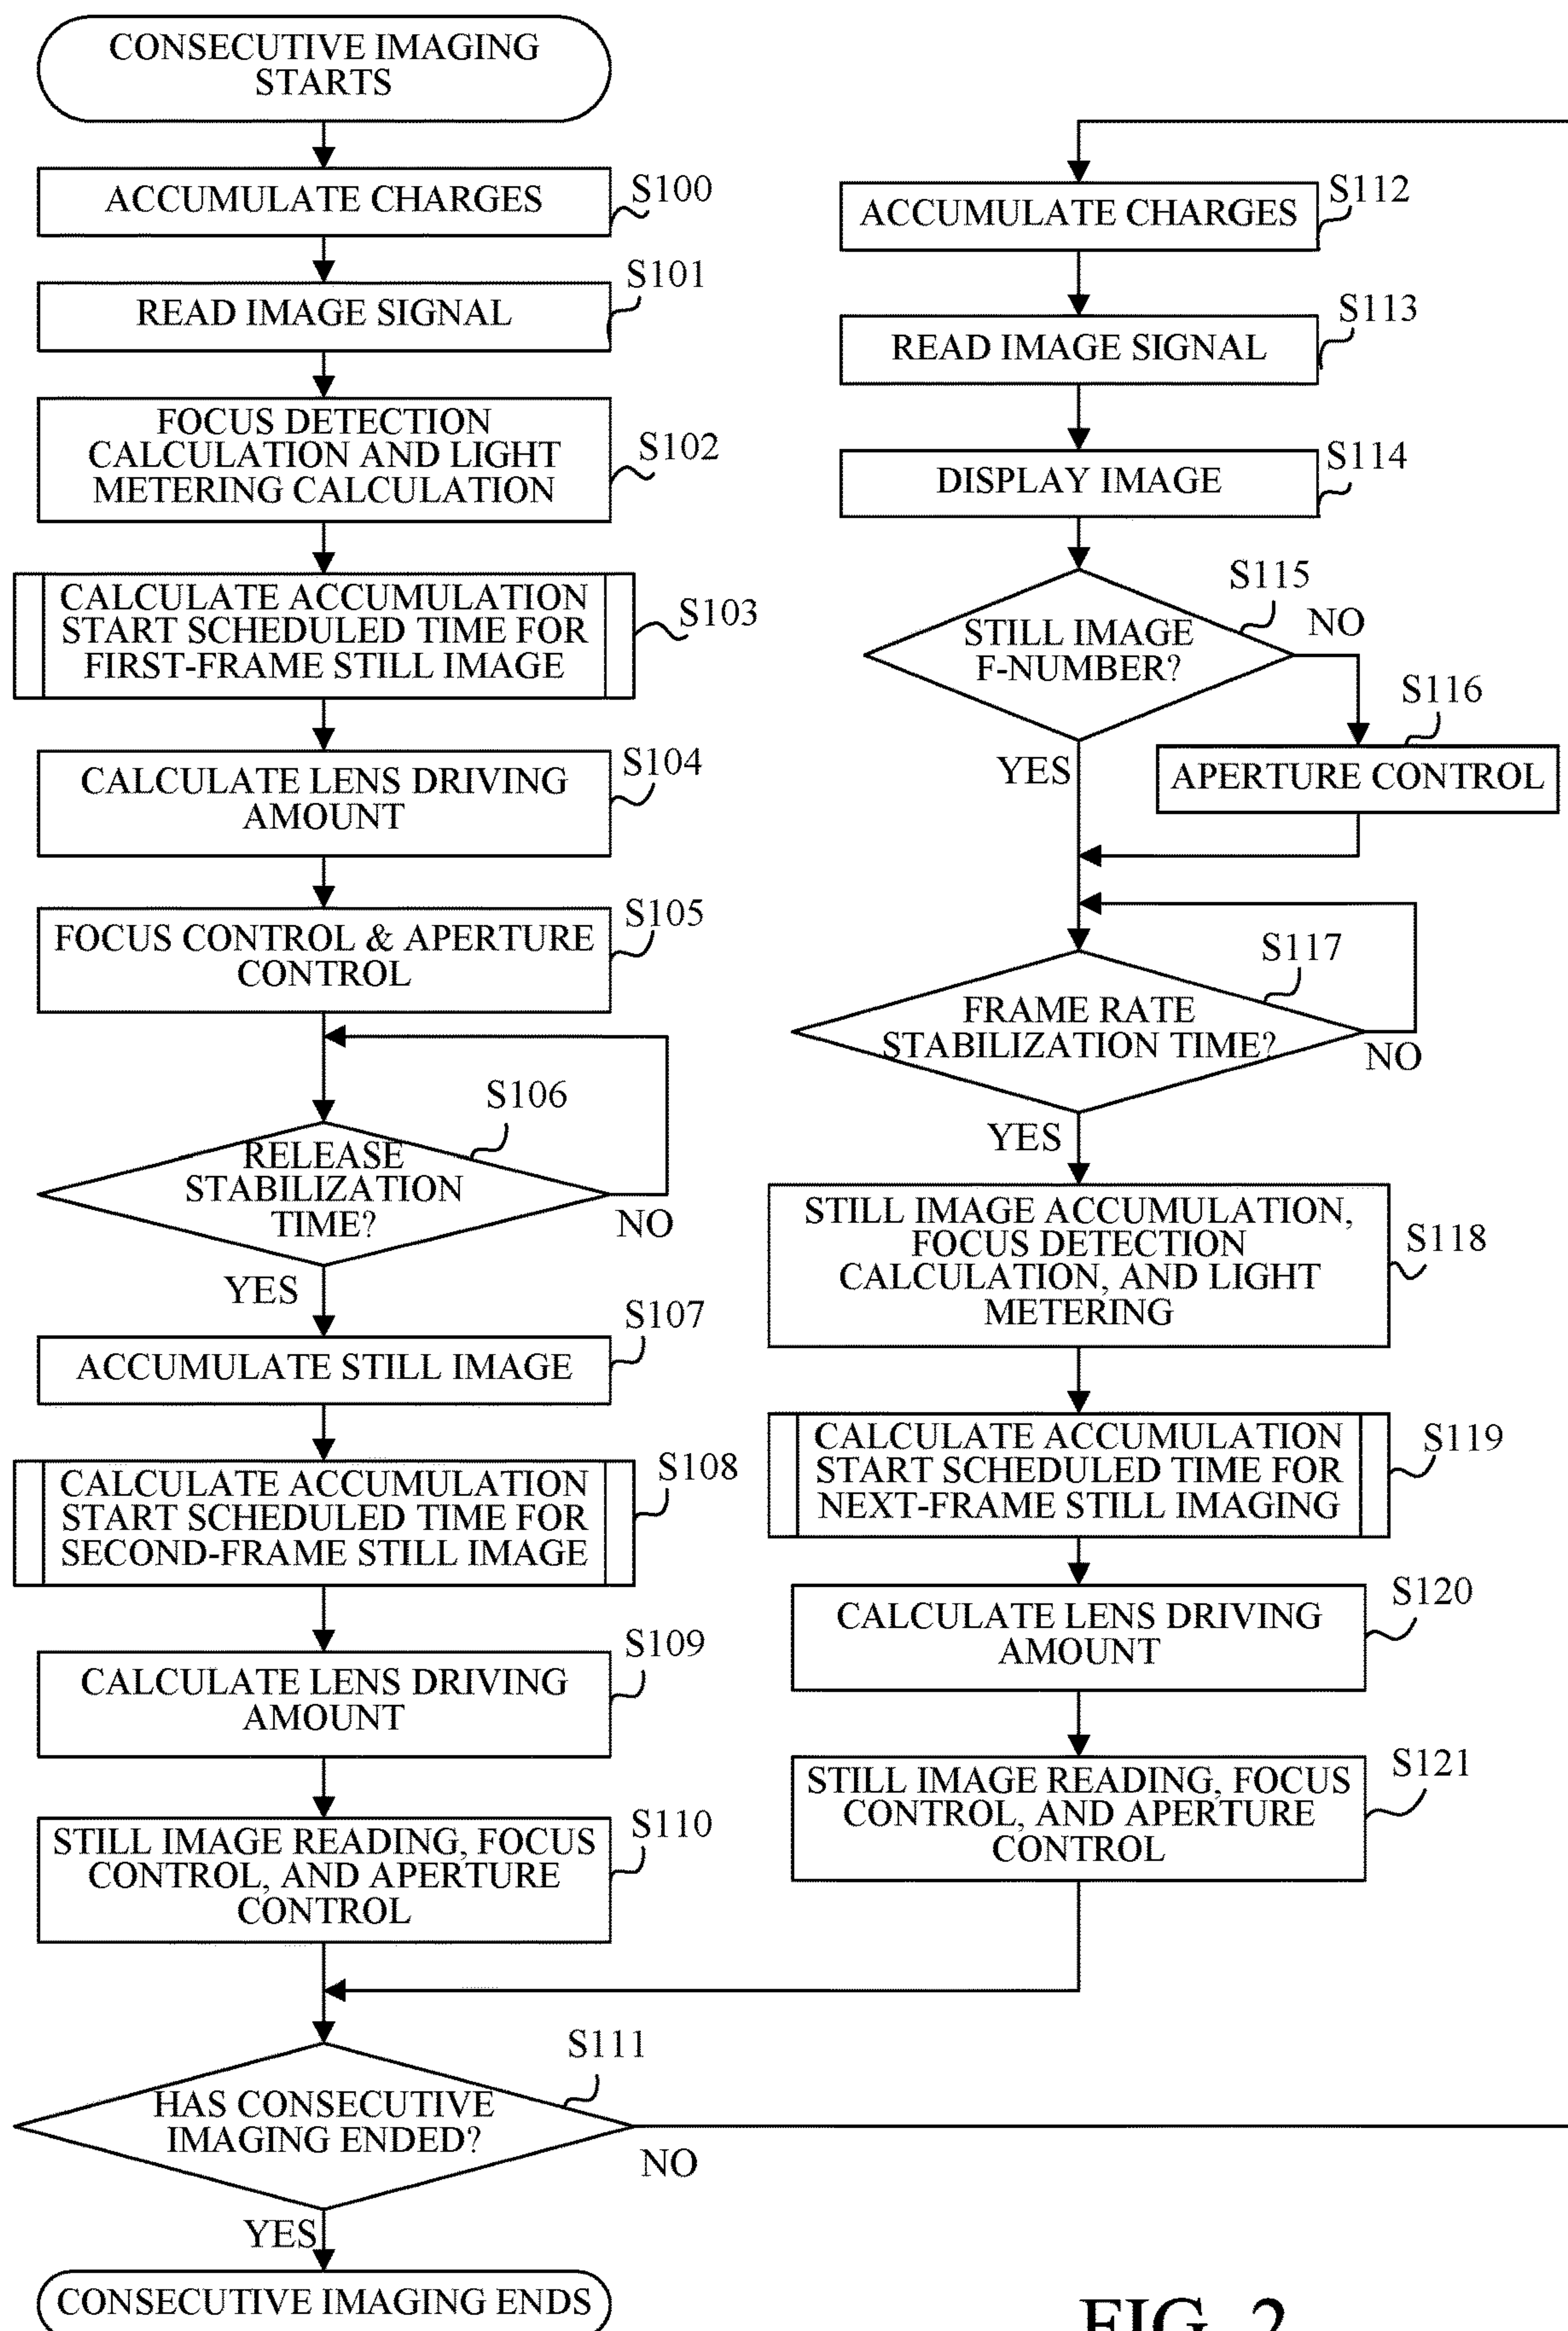 CONSECUTIVE IMAGING
STARTS
ACCUMULATE CHARGES
S100
READ IMAGE SIGNAL
S101
FOCUS DETECTION
CALCULATION AND LIGHT
METERING CALCULATION
S102
CALCULATE ACCUMULATION
START SCHEDULED TIME FOR
FIRST-FRAME STILL IMAGE
S103
CALCULATE LENS DRIVING
AMOUNT
S104
FOCUS CONTROL & APERTURE
CONTROL
S105
RELEASE
STABILIZATION
TIME?
S106
NO
YES
ACCUMULATE STILL IMAGE
S107
CALCULATE ACCUMULATION
START SCHEDULED TIME FOR
SECOND-FRAME STILL IMAGE
S108
CALCULATE LENS DRIVING
AMOUNT
S109
STILL IMAGE READING, FOCUS
CONTROL, AND APERTURE
CONTROL
S110
HAS CONSECUTIVE
IMAGING ENDED?
S111
NO
YES
CONSECUTIVE IMAGING ENDS
ACCUMULATE CHARGES
S112
READ IMAGE SIGNAL
S113
DISPLAY IMAGE
S114
STILL IMAGE
F-NUMBER?
S115
NO
YES
APERTURE CONTROL
S116
FRAME RATE
STABILIZATION TIME?
S117
NO
YES
STILL IMAGE ACCUMULATION,
FOCUS DETECTION
CALCULATION, AND LIGHT
METERING
S118
CALCULATE ACCUMULATION
START SCHEDULED TIME FOR
NEXT-FRAME STILL IMAGING
S119
CALCULATE LENS DRIVING
AMOUNT
S120
STILL IMAGE READING, FOCUS
CONTROL, AND APERTURE
CONTROL
S121
FIG. 2